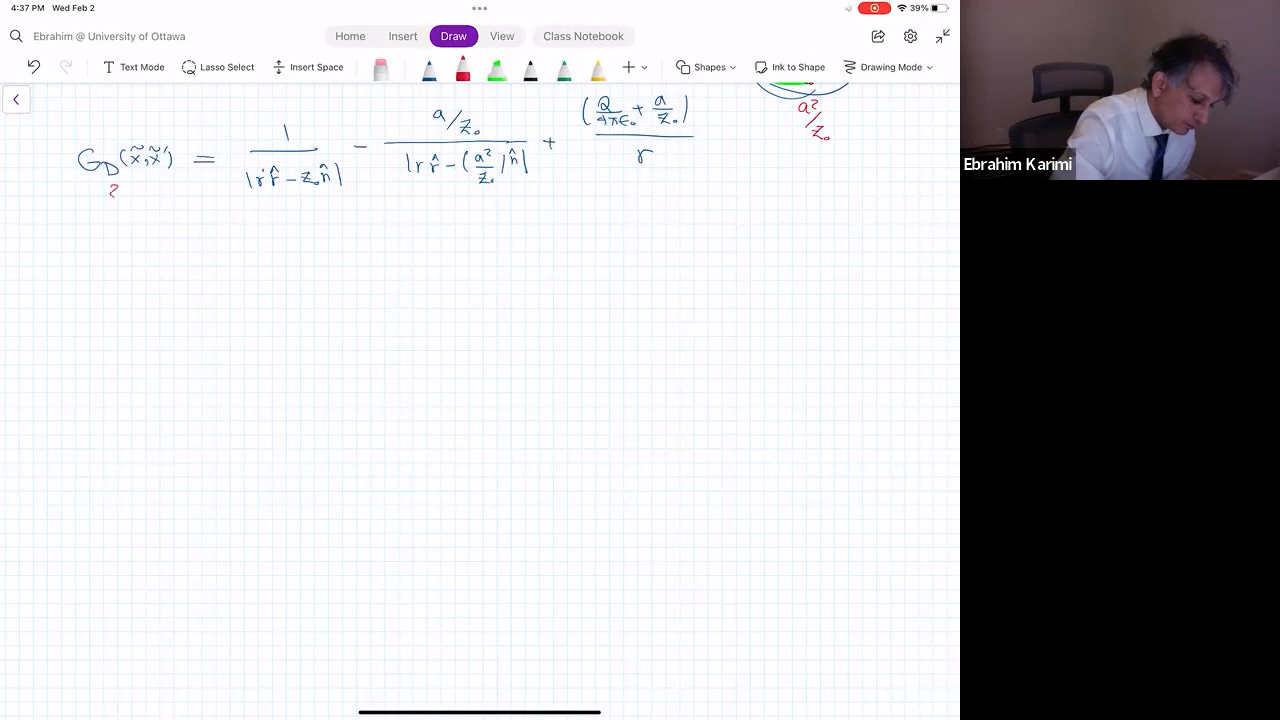 4:37 PM Wed Feb 2
39%
Ebrahim @ University of Ottawa
Home Insert Draw View Class Notebook
Text Mode Lasso Select Insert Space Shapes Ink to Shape Drawing Mode
G_D(x̃, x̃') = 1 / |r r̂ − z₀ n̂| − (a/z₀) / |r r̂ − (a²/z₀) n̂| + (Q/4πϵ₀ + a/z₀) / r
?
a²/z₀
Ebrahim Karimi